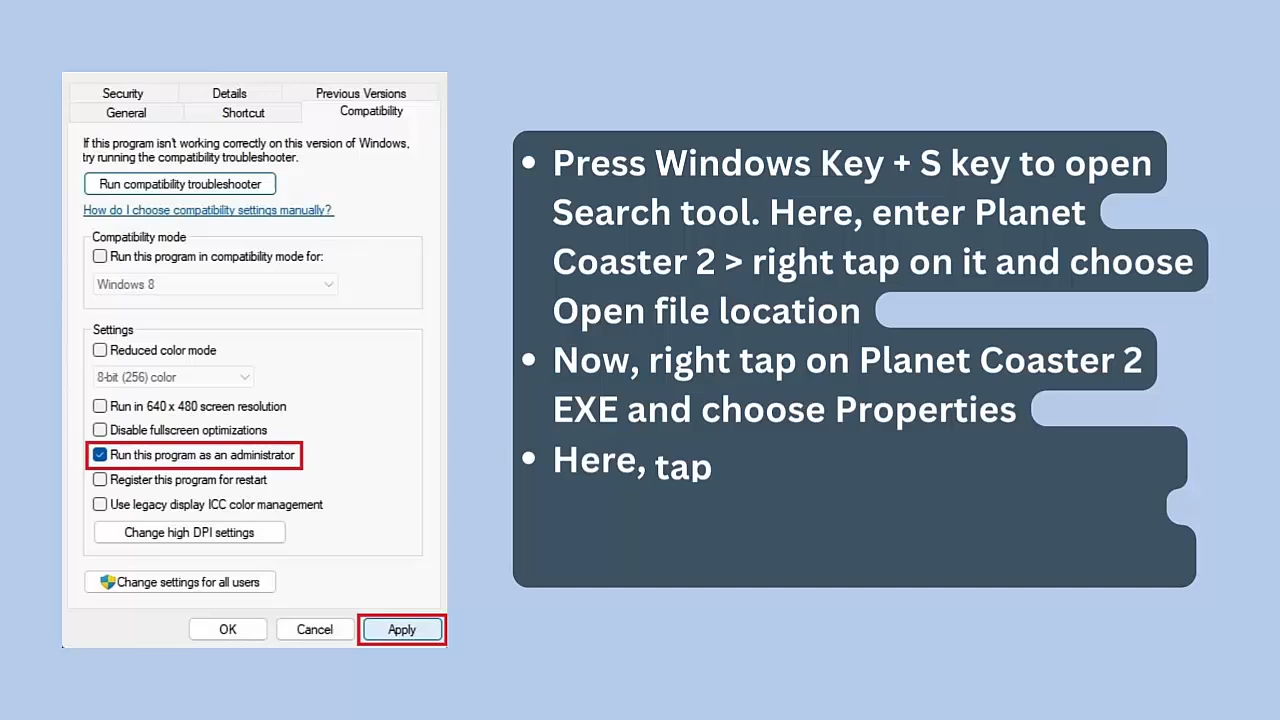 Security Details Previous Versions
General Shortcut Compatibility
If this program isn't working correctly on this version of Windows,
try running the compatibility troubleshooter.
Run compatibility troubleshooter
How do I choose compatibility settings manually?
Compatibility mode
Run this program in compatibility mode for:
Windows 8
Settings
Reduced color mode
8-bit (256) color
Run in 640 x 480 screen resolution
Disable fullscreen optimizations
Run this program as an administrator
Register this program for restart
Use legacy display ICC color management
Change high DPI settings
Change settings for all users
OK Cancel Apply
• Press Windows Key + S key to open
Search tool. Here, enter Planet
Coaster 2 > right tap on it and choose
Open file location
• Now, right tap on Planet Coaster 2
EXE and choose Properties
• Here, tap